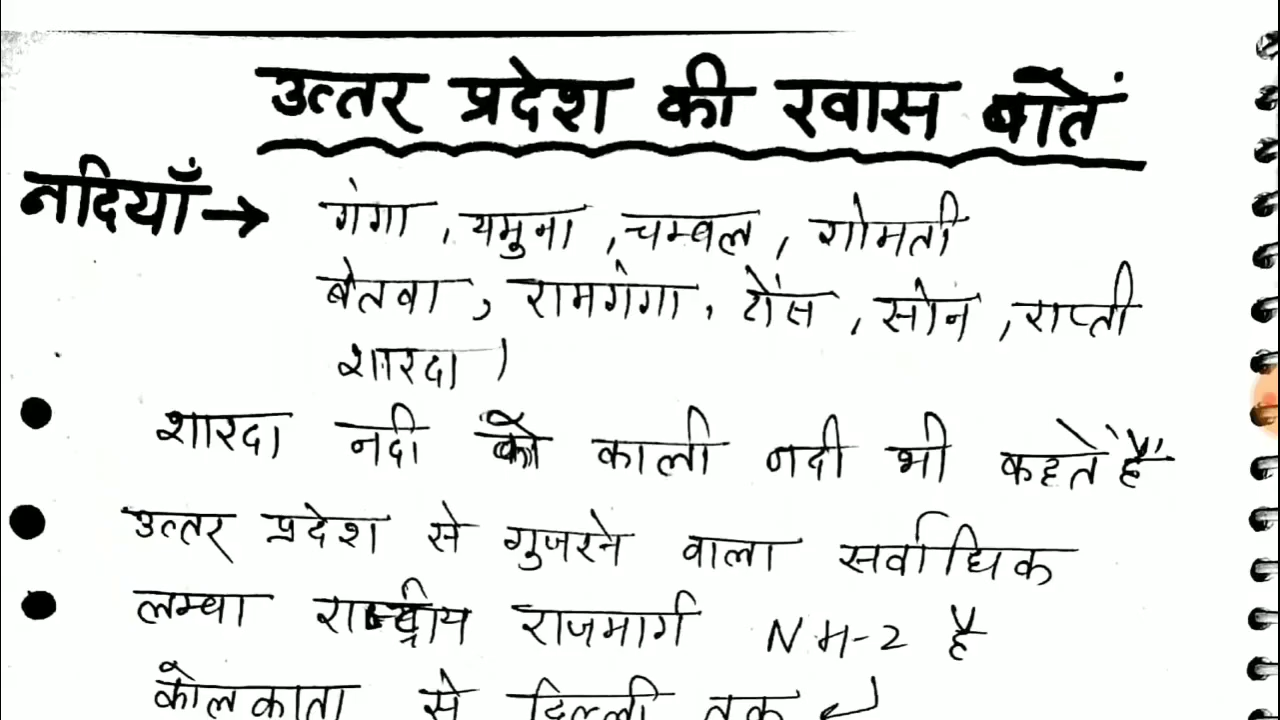 उत्तर प्रदेश की खास बातें
नदियाँ → गंगा, यमुना, चम्बल, गोमती
बेतवा, रामगंगा, टोंस, सोन, राप्ती
शारदा।
● शारदा नदी को काली नदी भी कहते हैं
● उत्तर प्रदेश से गुजरने वाला सर्वाधिक
● लम्बा राष्ट्रीय राजमार्ग NH-2 है
कोलकाता से दिल्ली तक